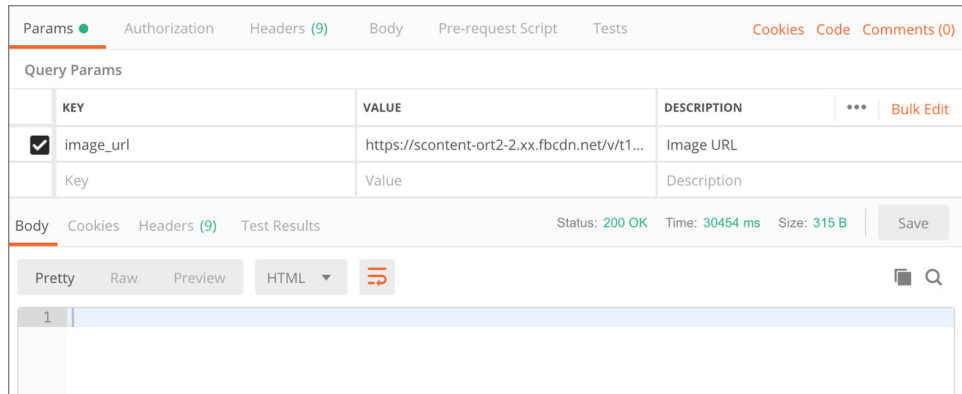 Params Authorization Headers (9) Body Pre-request Script Tests Cookies Code Comments (0)
Query Params
KEY VALUE DESCRIPTION ••• Bulk Edit
image_url https://scontent-ort2-2.xx.fbcdn.net/v/t1... Image URL
Key Value Description
Body Cookies Headers (9) Test Results Status: 200 OK Time: 30454 ms Size: 315 B Save
Pretty Raw Preview HTML
1